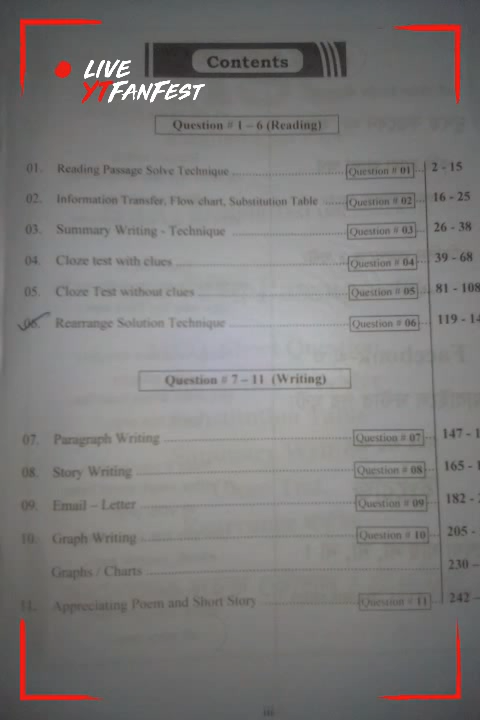 LIVE
YTFANFEST
Contents
Question # 1 – 6 (Reading)
01. Reading Passage Solve Technique Question # 01 2 - 15
02. Information Transfer, Flow chart, Substitution Table Question # 02 16 - 25
03. Summary Writing - Technique Question # 03 26 - 38
04. Cloze test with clues Question # 04 39 - 68
05. Cloze Test without clues Question # 05 81 - 108
06. Rearrange Solution Technique Question # 06 119 - 14
Question # 7 – 11 (Writing)
07. Paragraph Writing Question # 07 147 - 1
08. Story Writing Question # 08 165 - 1
09. Email – Letter Question # 09 182 -
10. Graph Writing Question # 10 205 -
Graphs / Charts 230 –
11. Appreciating Poem and Short Story Question # 11 242 –
iii